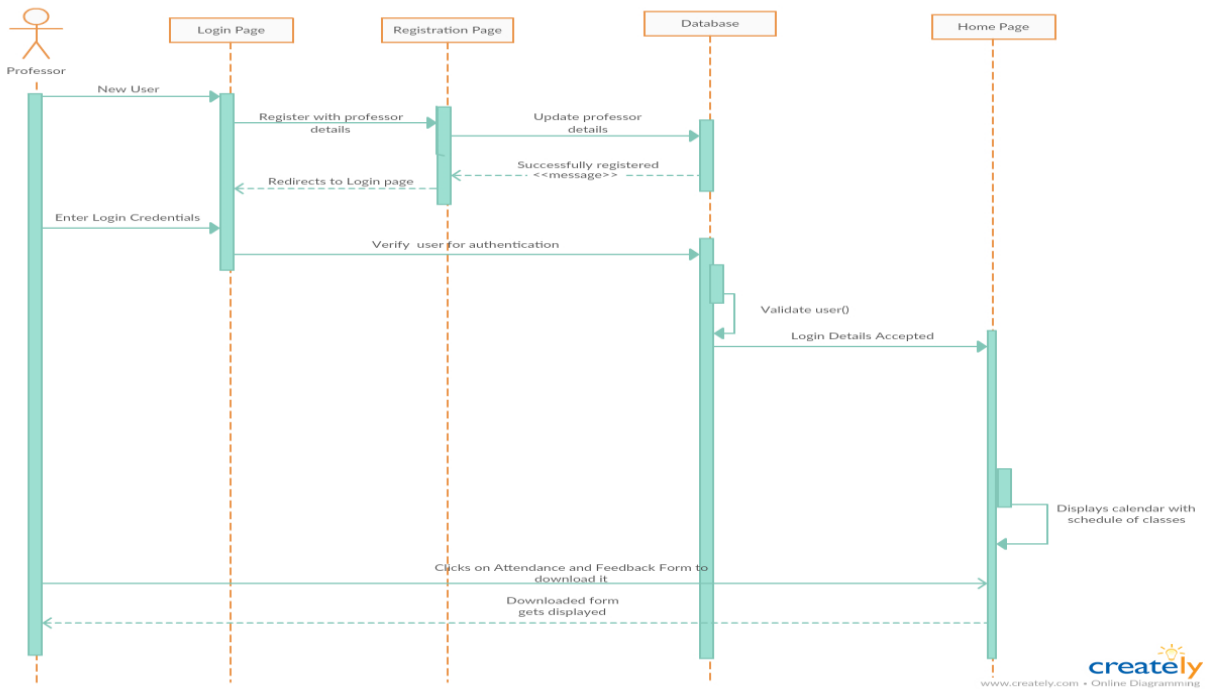 Professor
Login Page
Registration Page
Database
Home Page
New User
Register with professor
details
Update professor
details
Successfully registered
<<message>>
Redirects to Login page
Enter Login Credentials
Verify user for authentication
Validate user()
Login Details Accepted
Displays calendar with
schedule of classes
Clicks on Attendance and Feedback Form to
download it
Downloaded form
gets displayed
creately
www.creately.com • Online Diagramming